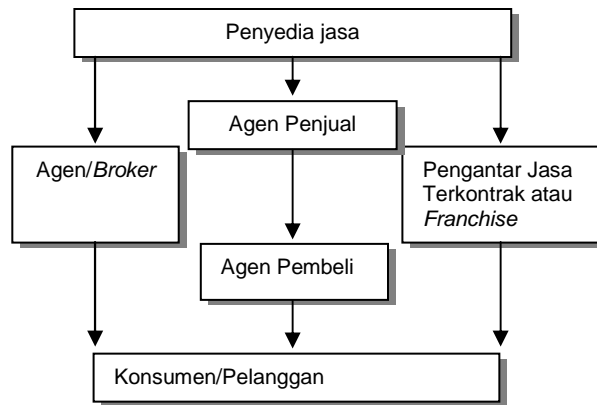 Penyedia jasa
Agen Penjual
Agen/Broker
Pengantar Jasa
Terkontrak atau
Franchise
Agen Pembeli
Konsumen/Pelanggan